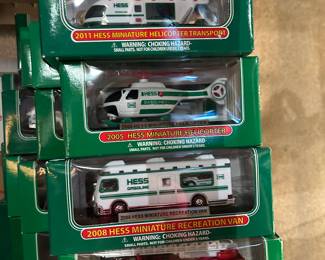 2011 HESS MINIATURE HELICOPTER TRANSPORT
WARNING: CHOKING HAZARD-
SMALL PARTS. NOT FOR CHILDREN UNDER 3 YEARS.
HESS
2005 HESS MINIATURE HELICOPTER
WARNING: CHOKING HAZARD-
SMALL PARTS. NOT FOR CHILDREN UNDER 3 YEARS.
HESS
GASOLINE
2008 HESS MINIATURE RECREATION VAN
2008 HESS MINIATURE RECREATION VAN
WARNING: CHOKING HAZARD-
SMALL PARTS. NOT FOR CHILDREN UNDER 3 YEARS.